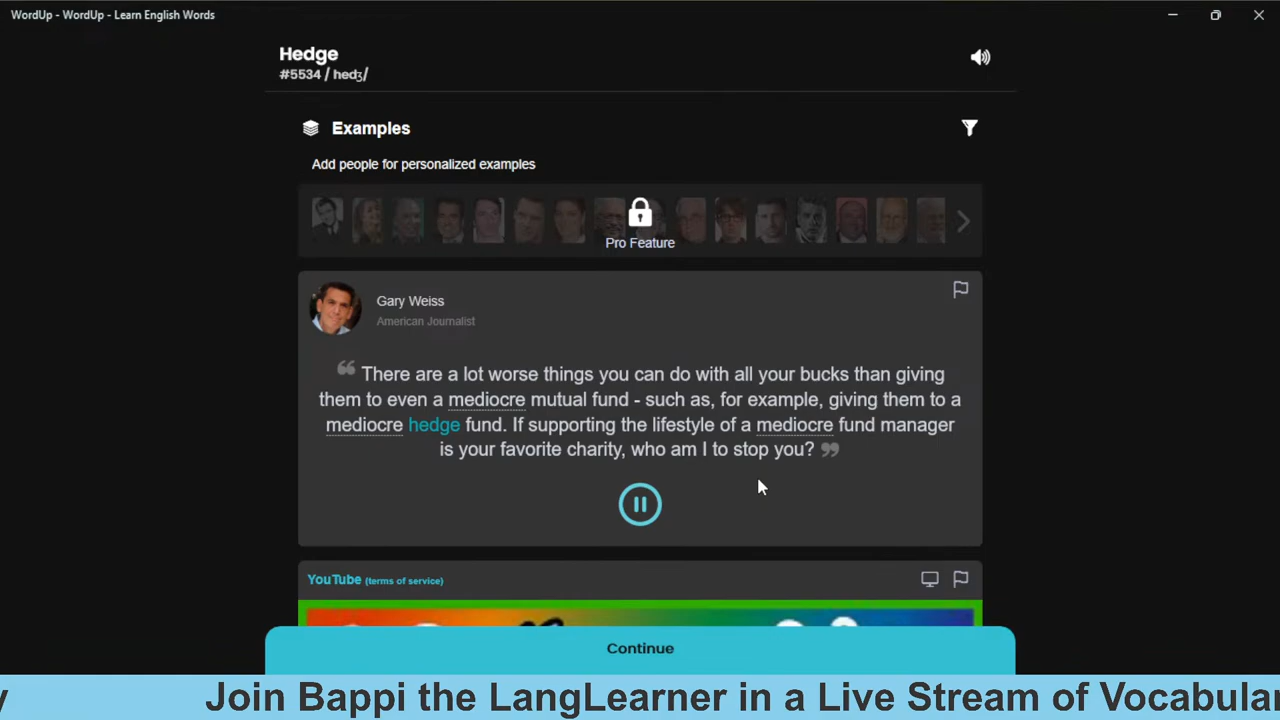 WordUp - WordUp - Learn English Words
Hedge
#5534 / hedʒ/
Examples
Add people for personalized examples
Pro Feature
Gary Weiss
American Journalist
“ There are a lot worse things you can do with all your bucks than giving
them to even a mediocre mutual fund - such as, for example, giving them to a
mediocre hedge fund. If supporting the lifestyle of a mediocre fund manager
is your favorite charity, who am I to stop you? ”
YouTube (terms of service)
Continue
y Join Bappi the LangLearner in a Live Stream of Vocabular